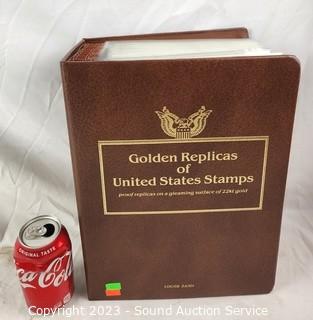 Golden Replicas
of
United States Stamps
proof replicas on a gleaming surface of 22kt gold
ORIGINAL TASTE
Coca-Cola
Copyright 2023 - Sound Auction Service